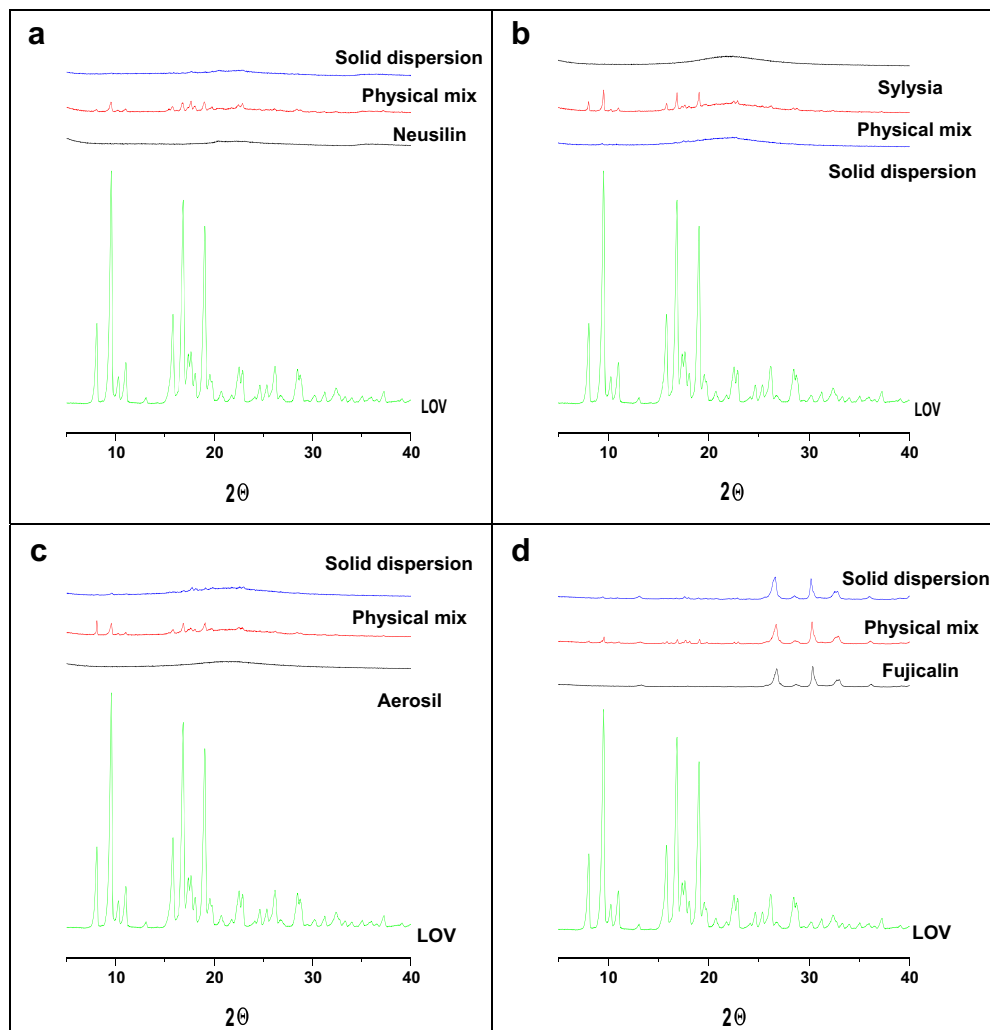 a
Solid dispersion
Physical mix
Neusilin
LOV
10 20 30 40
2Θ
b
Sylysia
Physical mix
Solid dispersion
LOV
10 20 30 40
2Θ
c
Solid dispersion
Physical mix
Aerosil
LOV
10 20 30 40
2Θ
d
Solid dispersion
Physical mix
Fujicalin
LOV
10 20 30 40
2Θ